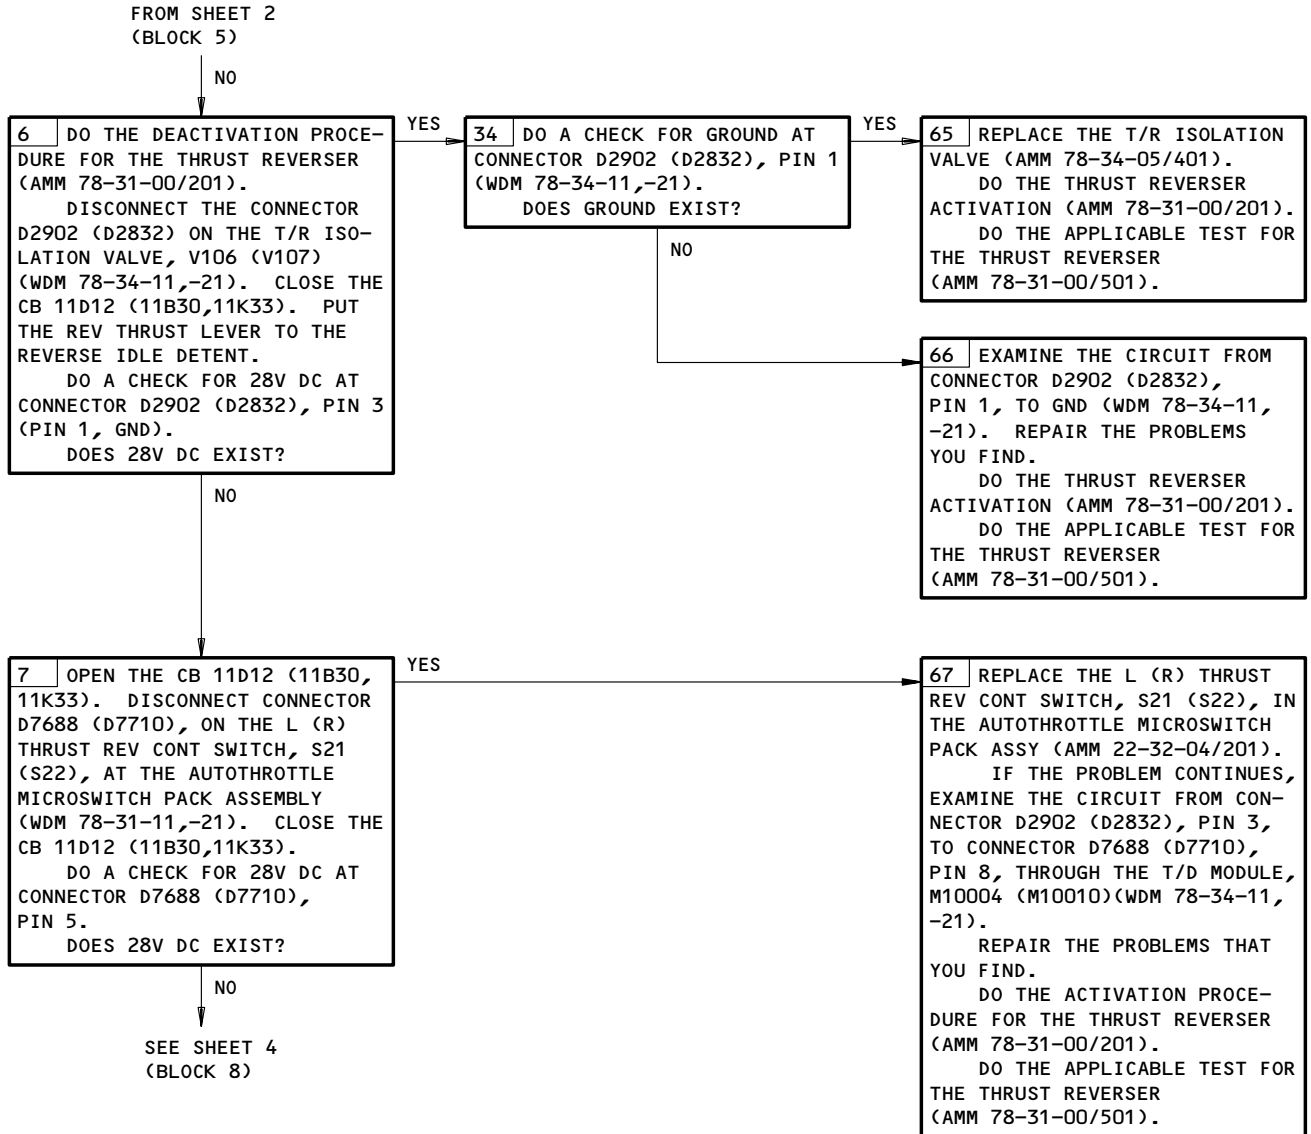 FROM SHEET 2
(BLOCK 5)
NO
6 DO THE DEACTIVATION PROCE-
DURE FOR THE THRUST REVERSER
(AMM 78-31-00/201).
DISCONNECT THE CONNECTOR
D2902 (D2832) ON THE T/R ISO-
LATION VALVE, V106 (V107)
(WDM 78-34-11,-21). CLOSE THE
CB 11D12 (11B30,11K33). PUT
THE REV THRUST LEVER TO THE
REVERSE IDLE DETENT.
DO A CHECK FOR 28V DC AT
CONNECTOR D2902 (D2832), PIN 3
(PIN 1, GND).
DOES 28V DC EXIST?
YES
34 DO A CHECK FOR GROUND AT
CONNECTOR D2902 (D2832), PIN 1
(WDM 78-34-11,-21).
DOES GROUND EXIST?
YES
65 REPLACE THE T/R ISOLATION
VALVE (AMM 78-34-05/401).
DO THE THRUST REVERSER
ACTIVATION (AMM 78-31-00/201).
DO THE APPLICABLE TEST FOR
THE THRUST REVERSER
(AMM 78-31-00/501).
NO
66 EXAMINE THE CIRCUIT FROM
CONNECTOR D2902 (D2832),
PIN 1, TO GND (WDM 78-34-11,
-21). REPAIR THE PROBLEMS
YOU FIND.
DO THE THRUST REVERSER
ACTIVATION (AMM 78-31-00/201).
DO THE APPLICABLE TEST FOR
THE THRUST REVERSER
(AMM 78-31-00/501).
NO
7 OPEN THE CB 11D12 (11B30,
11K33). DISCONNECT CONNECTOR
D7688 (D7710), ON THE L (R)
THRUST REV CONT SWITCH, S21
(S22), AT THE AUTOTHROTTLE
MICROSWITCH PACK ASSEMBLY
(WDM 78-31-11,-21). CLOSE THE
CB 11D12 (11B30,11K33).
DO A CHECK FOR 28V DC AT
CONNECTOR D7688 (D7710),
PIN 5.
DOES 28V DC EXIST?
YES
67 REPLACE THE L (R) THRUST
REV CONT SWITCH, S21 (S22), IN
THE AUTOTHROTTLE MICROSWITCH
PACK ASSY (AMM 22-32-04/201).
IF THE PROBLEM CONTINUES,
EXAMINE THE CIRCUIT FROM CON-
NECTOR D2902 (D2832), PIN 3,
TO CONNECTOR D7688 (D7710),
PIN 8, THROUGH THE T/D MODULE,
M10004 (M10010)(WDM 78-34-11,
-21).
REPAIR THE PROBLEMS THAT
YOU FIND.
DO THE ACTIVATION PROCE-
DURE FOR THE THRUST REVERSER
(AMM 78-31-00/201).
DO THE APPLICABLE TEST FOR
THE THRUST REVERSER
(AMM 78-31-00/501).
NO
SEE SHEET 4
(BLOCK 8)